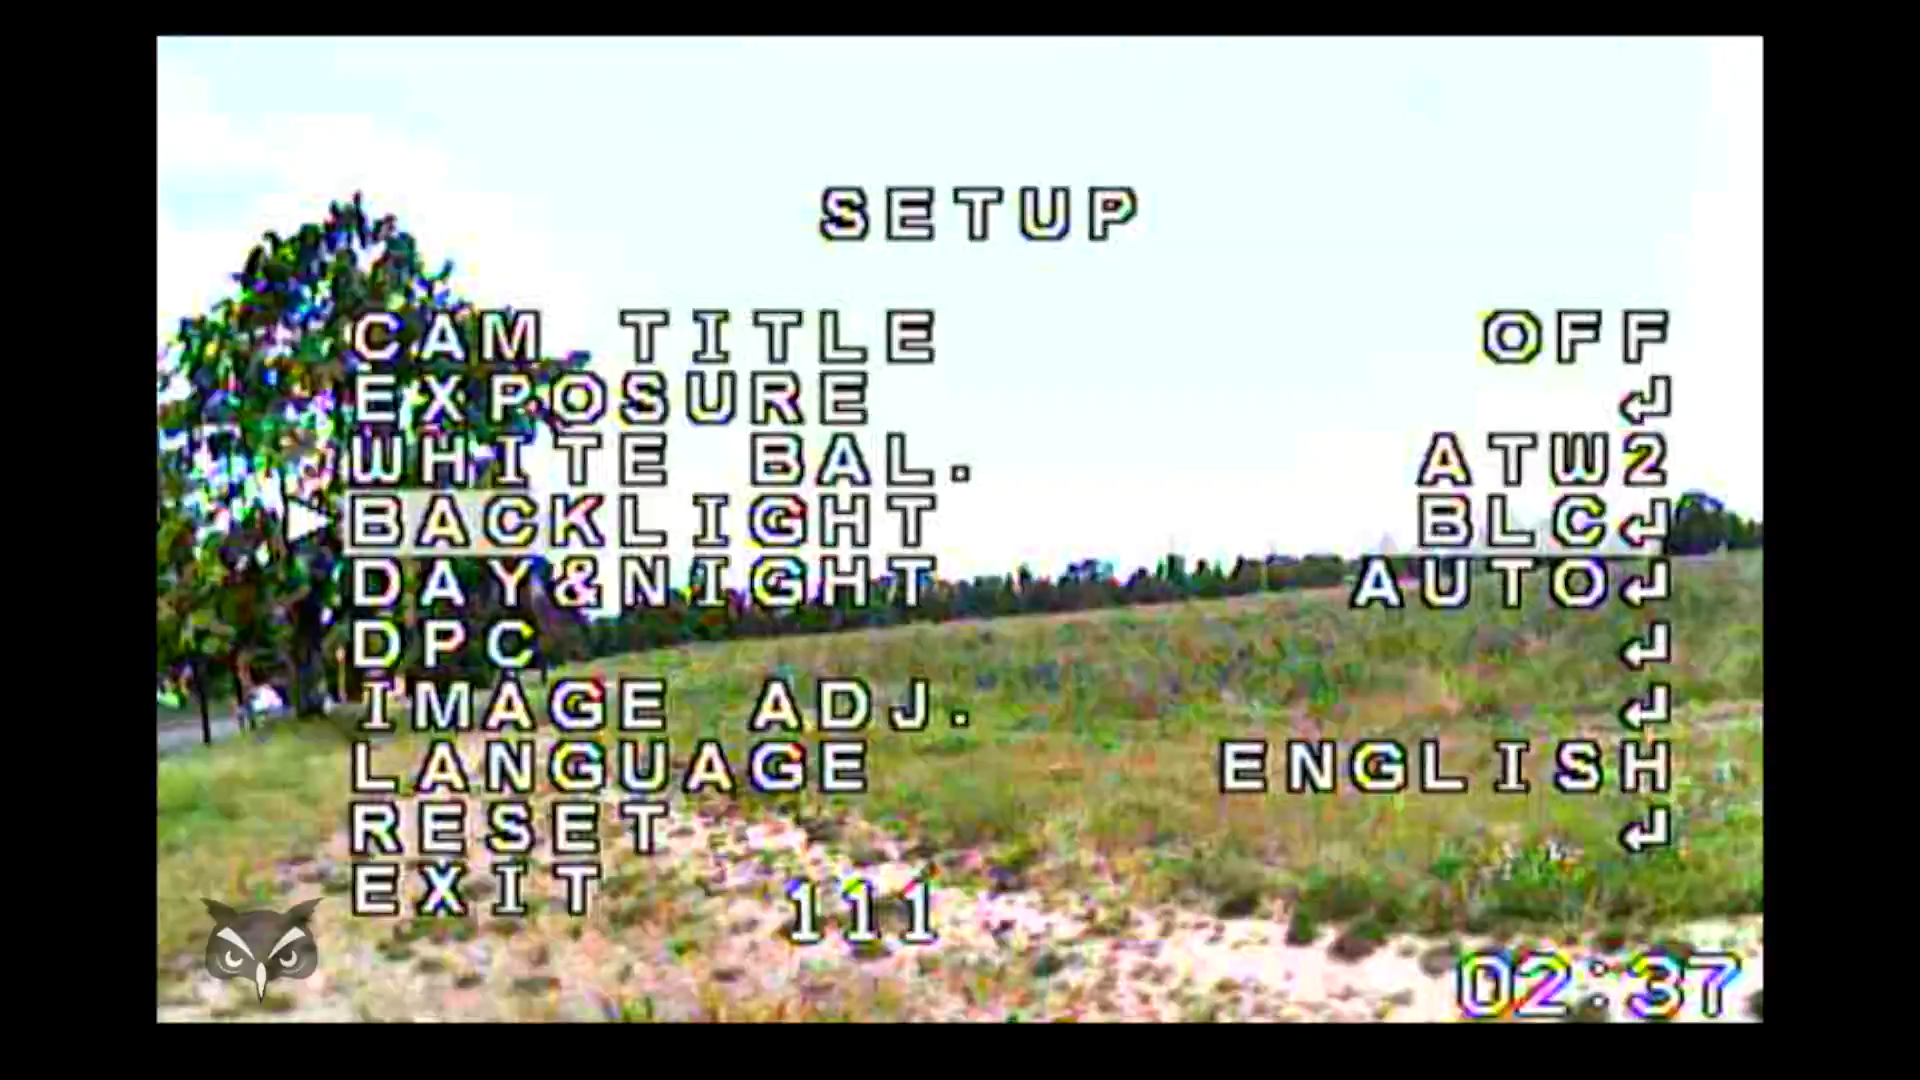 SETUP
CAM TITLE OFF
EXPOSURE ↵
WHITE BAL. ATW2
BACKLIGHT BLC↵
DAY&NIGHT AUTO↵
DPC ↵
IMAGE ADJ. ↵
LANGUAGE ENGLISH
RESET ↵
EXIT
111
02:37